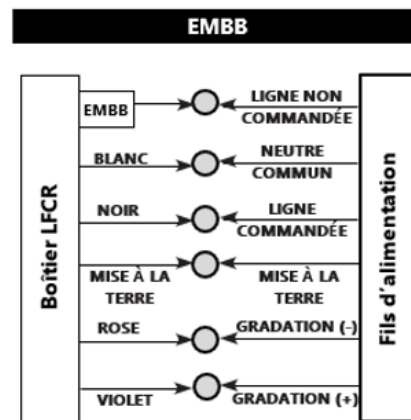 EMBB
Boîtier LFCR
EMBB
LIGNE NON
COMMANDÉE
BLANC
NEUTRE
COMMUN
NOIR
LIGNE
COMMANDÉE
MISE À LA
TERRE
MISE À LA
TERRE
ROSE
GRADATION (-)
VIOLET
GRADATION (+)
Fils d'alimentation